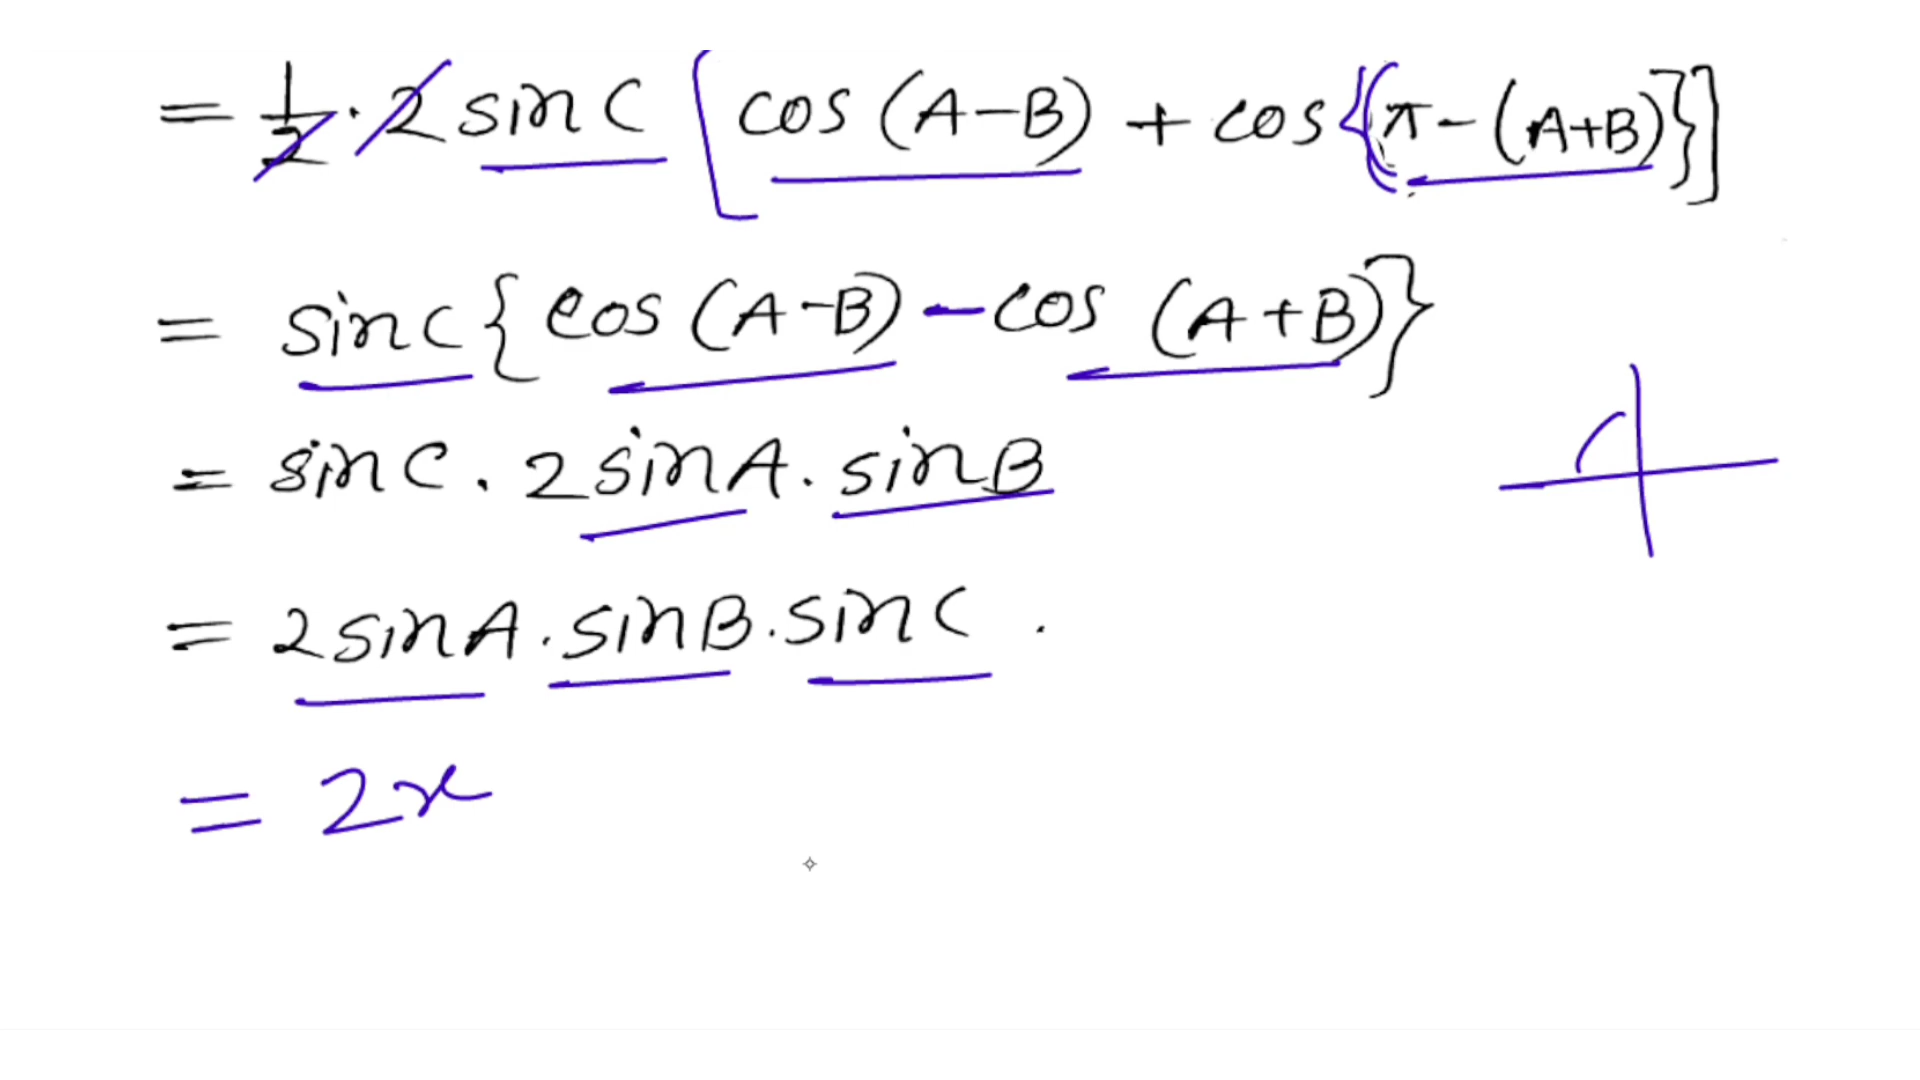 = 1/2 · 2 sin C [cos (A-B) + cos {(π - (A+B)}]
= sin C { cos (A-B) - cos (A+B)}
= sin C . 2 sin A . sin B
= 2 sin A . sin B . sin C .
= 2x